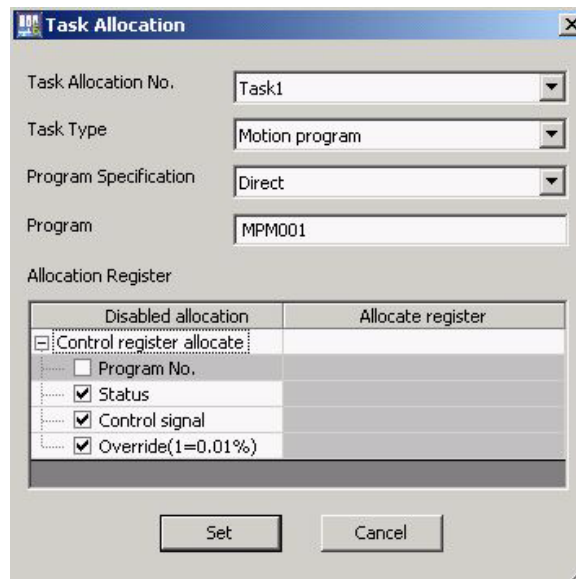 Task Allocation
Task Allocation No. Task1
Task Type Motion program
Program Specification Direct
Program MPM001
Allocation Register
Disabled allocation Allocate register
Control register allocate
Program No.
Status
Control signal
Override(1=0.01%)
Set Cancel